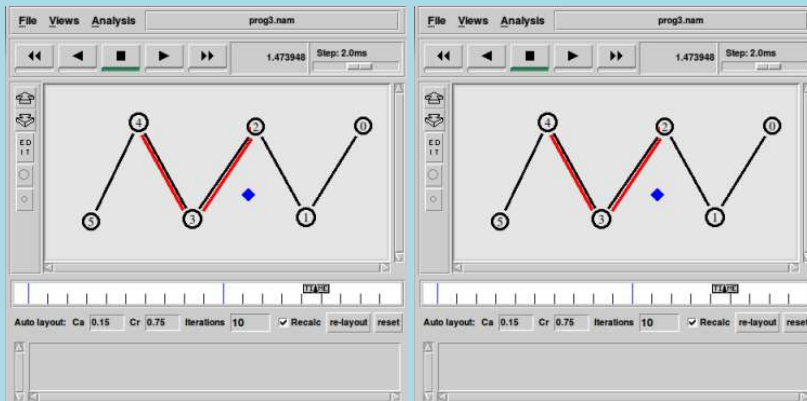 File Views Analysis prog3.nam
1.473948 Step: 2.0ms
ED
IT
4
2
0
5
3
1
TIME
Auto layout: Ca 0.15 Cr 0.75 Iterations 10 Recalc re-layout reset
File Views Analysis prog3.nam
1.473948 Step: 2.0ms
ED
IT
4
2
0
5
3
1
TIME
Auto layout: Ca 0.15 Cr 0.75 Iterations 10 Recalc re-layout reset